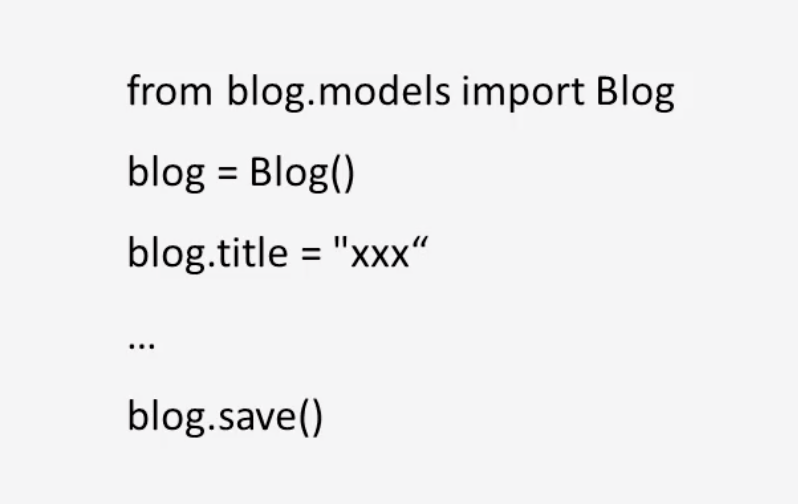 from blog.models import Blog
blog = Blog()
blog.title = "xxx“
...
blog.save()